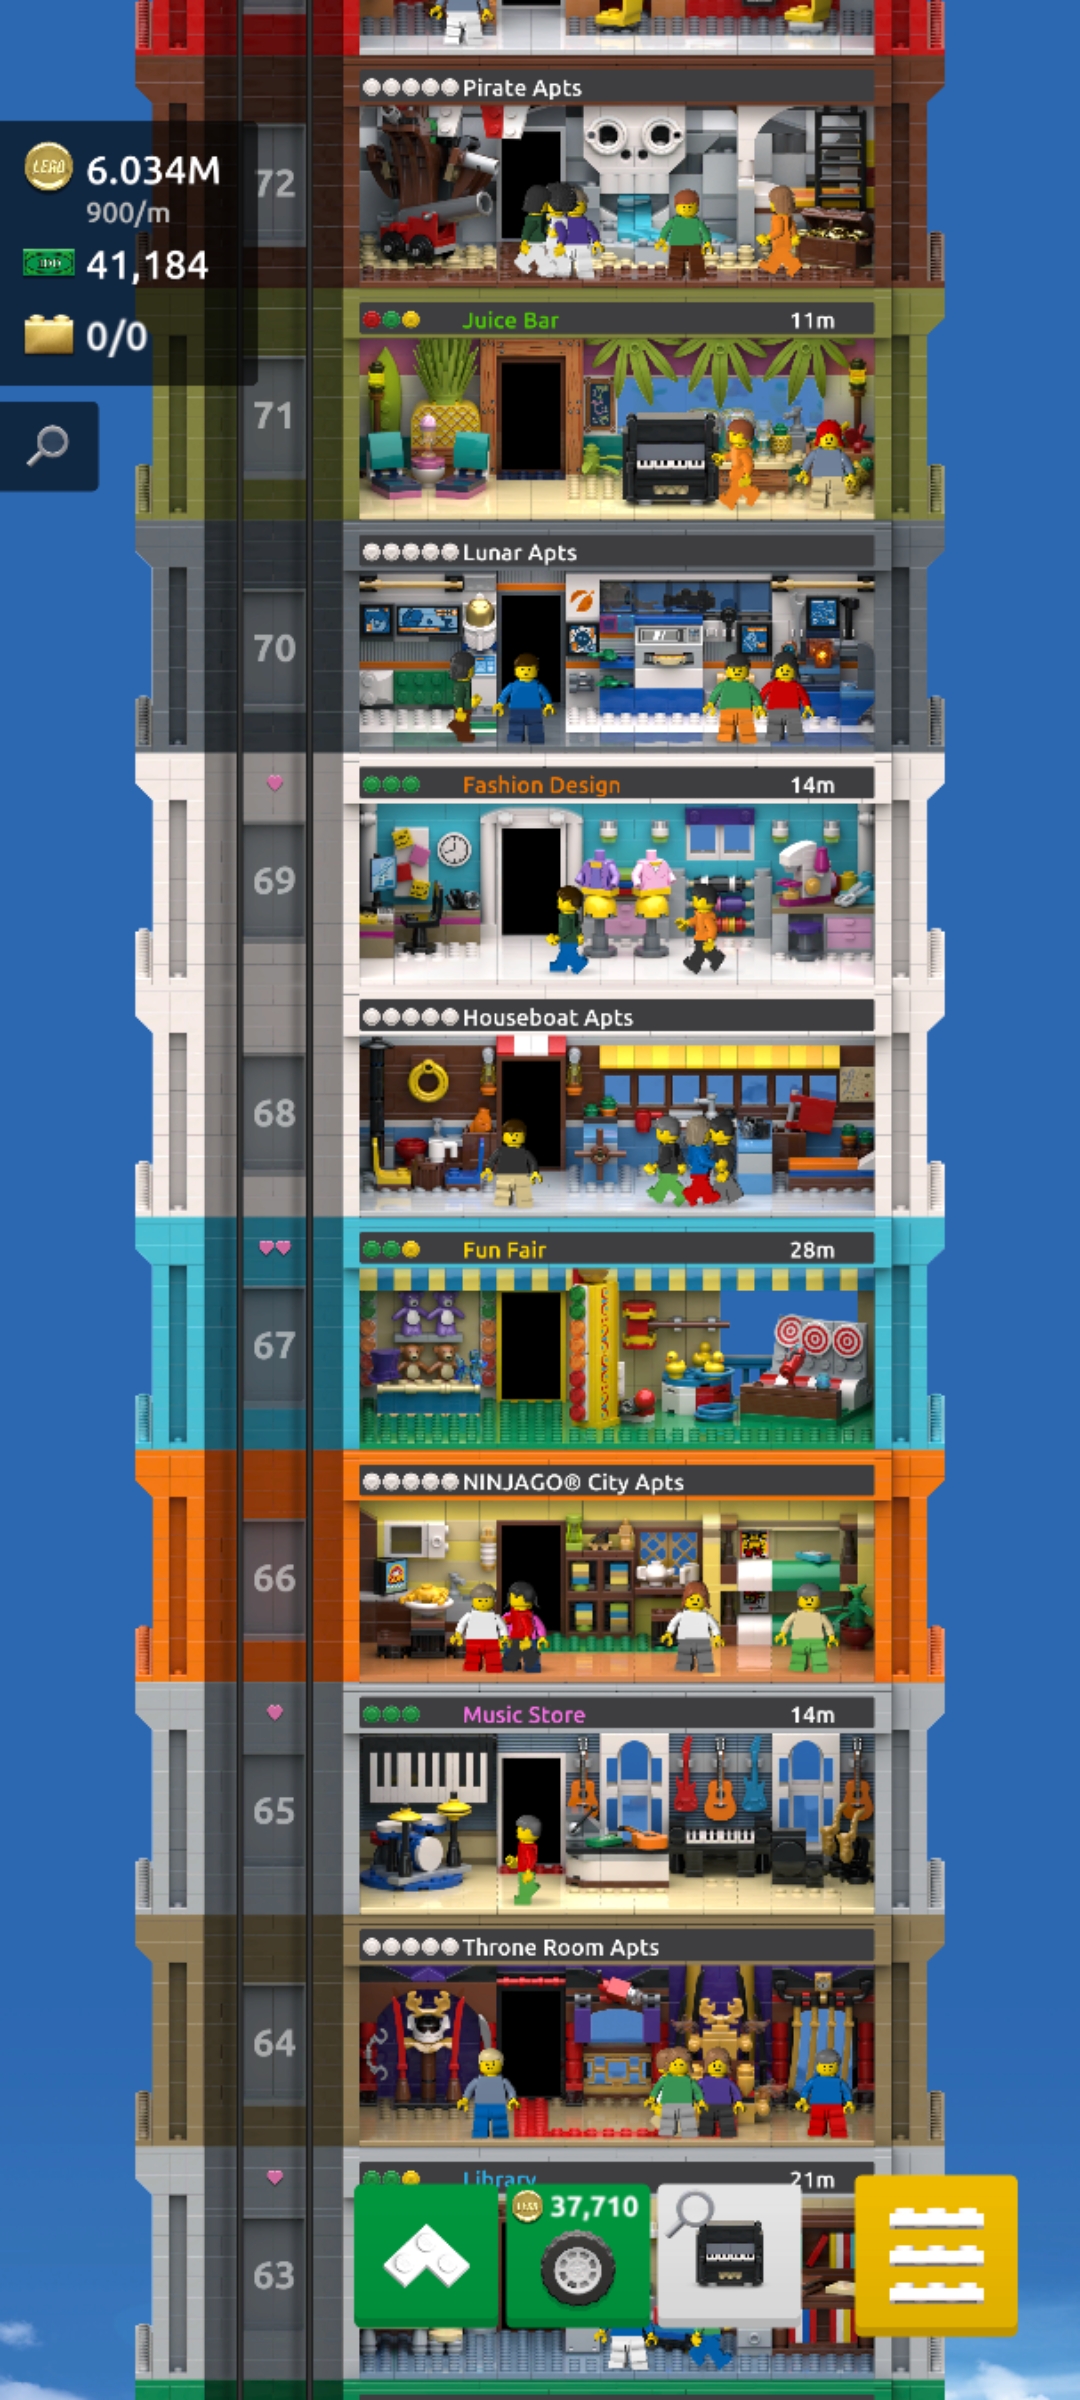 Pirate Apts
LEGO 6.034M
900/m
72
41,184
0/0
Juice Bar 11m
71
Lunar Apts
70
Fashion Design 14m
69
Houseboat Apts
68
Fun Fair 28m
67
NINJAGO® City Apts
66
Music Store 14m
65
Throne Room Apts
64
Library 21m
37,710
63